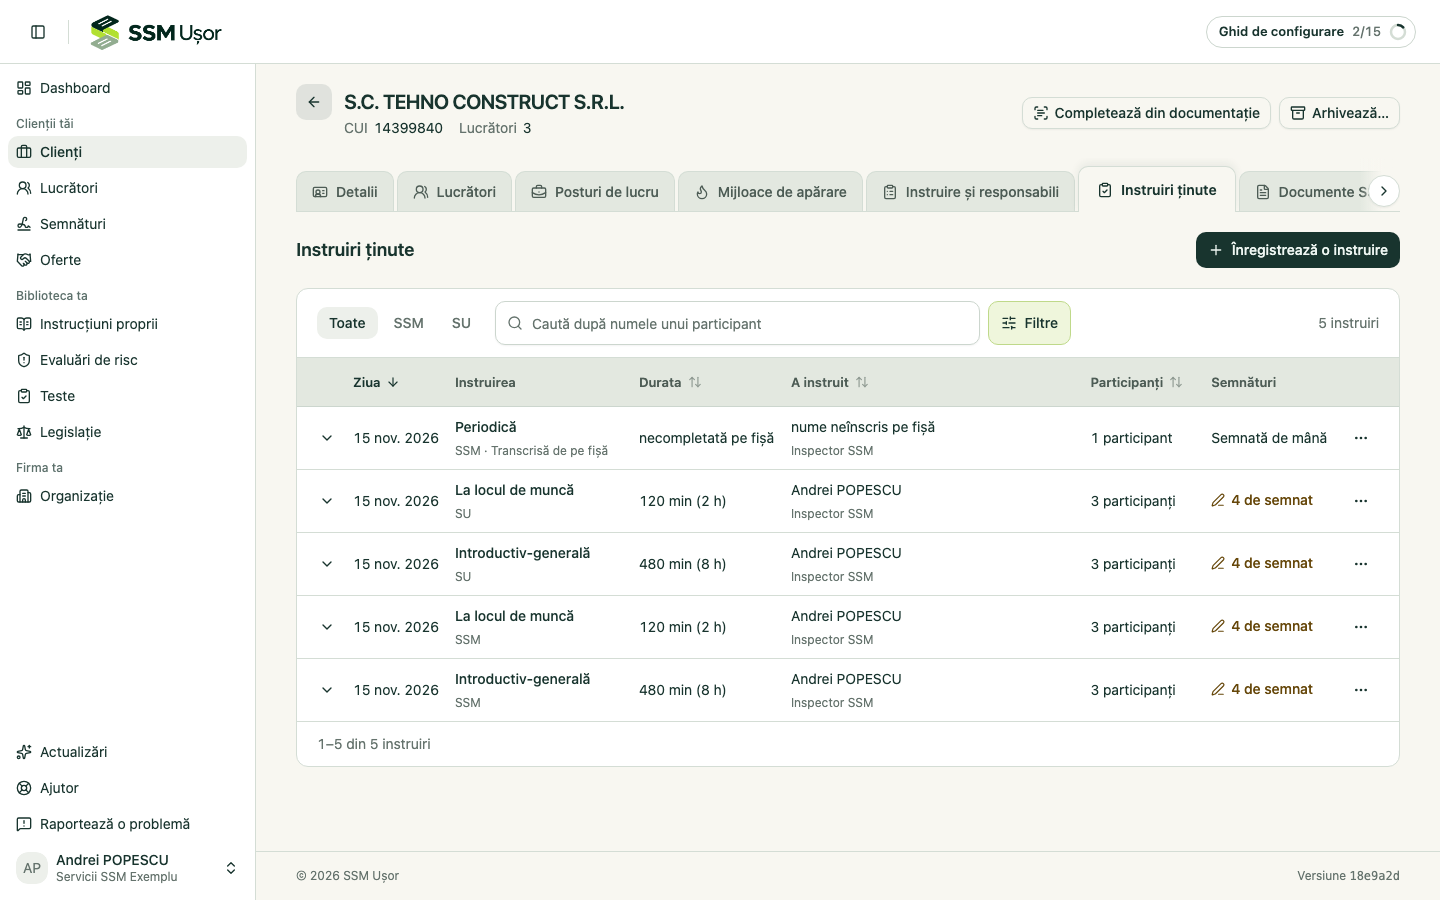 SSM Ușor
Ghid de configurare 2/15
Dashboard
Clienții tăi
Clienți
Lucrători
Semnături
Oferte
Biblioteca ta
Instrucțiuni proprii
Evaluări de risc
Teste
Legislație
Firma ta
Organizație
Actualizări
Ajutor
Raportează o problemă
AP
Andrei POPESCU
Servicii SSM Exemplu
S.C. TEHNO CONSTRUCT S.R.L.
CUI 14399840 Lucrători 3
Completează din documentație
Arhivează...
Detalii
Lucrători
Posturi de lucru
Mijloace de apărare
Instruire și responsabili
Instruiri ținute
Documente S
Instruiri ținute
Înregistrează o instruire
Toate SSM SU
Caută după numele unui participant
Filtre
5 instruiri
Ziua Instruirea Durata A instruit Participanți Semnături
15 nov. 2026 Periodică necompletată pe fișă nume neînscris pe fișă 1 participant Semnată de mână
SSM · Transcrisă de pe fișă Inspector SSM
15 nov. 2026 La locul de muncă 120 min (2 h) Andrei POPESCU 3 participanți 4 de semnat
SU Inspector SSM
15 nov. 2026 Introductiv-generală 480 min (8 h) Andrei POPESCU 3 participanți 4 de semnat
SU Inspector SSM
15 nov. 2026 La locul de muncă 120 min (2 h) Andrei POPESCU 3 participanți 4 de semnat
SSM Inspector SSM
15 nov. 2026 Introductiv-generală 480 min (8 h) Andrei POPESCU 3 participanți 4 de semnat
SSM Inspector SSM
1–5 din 5 instruiri
© 2026 SSM Ușor
Versiune 18e9a2d